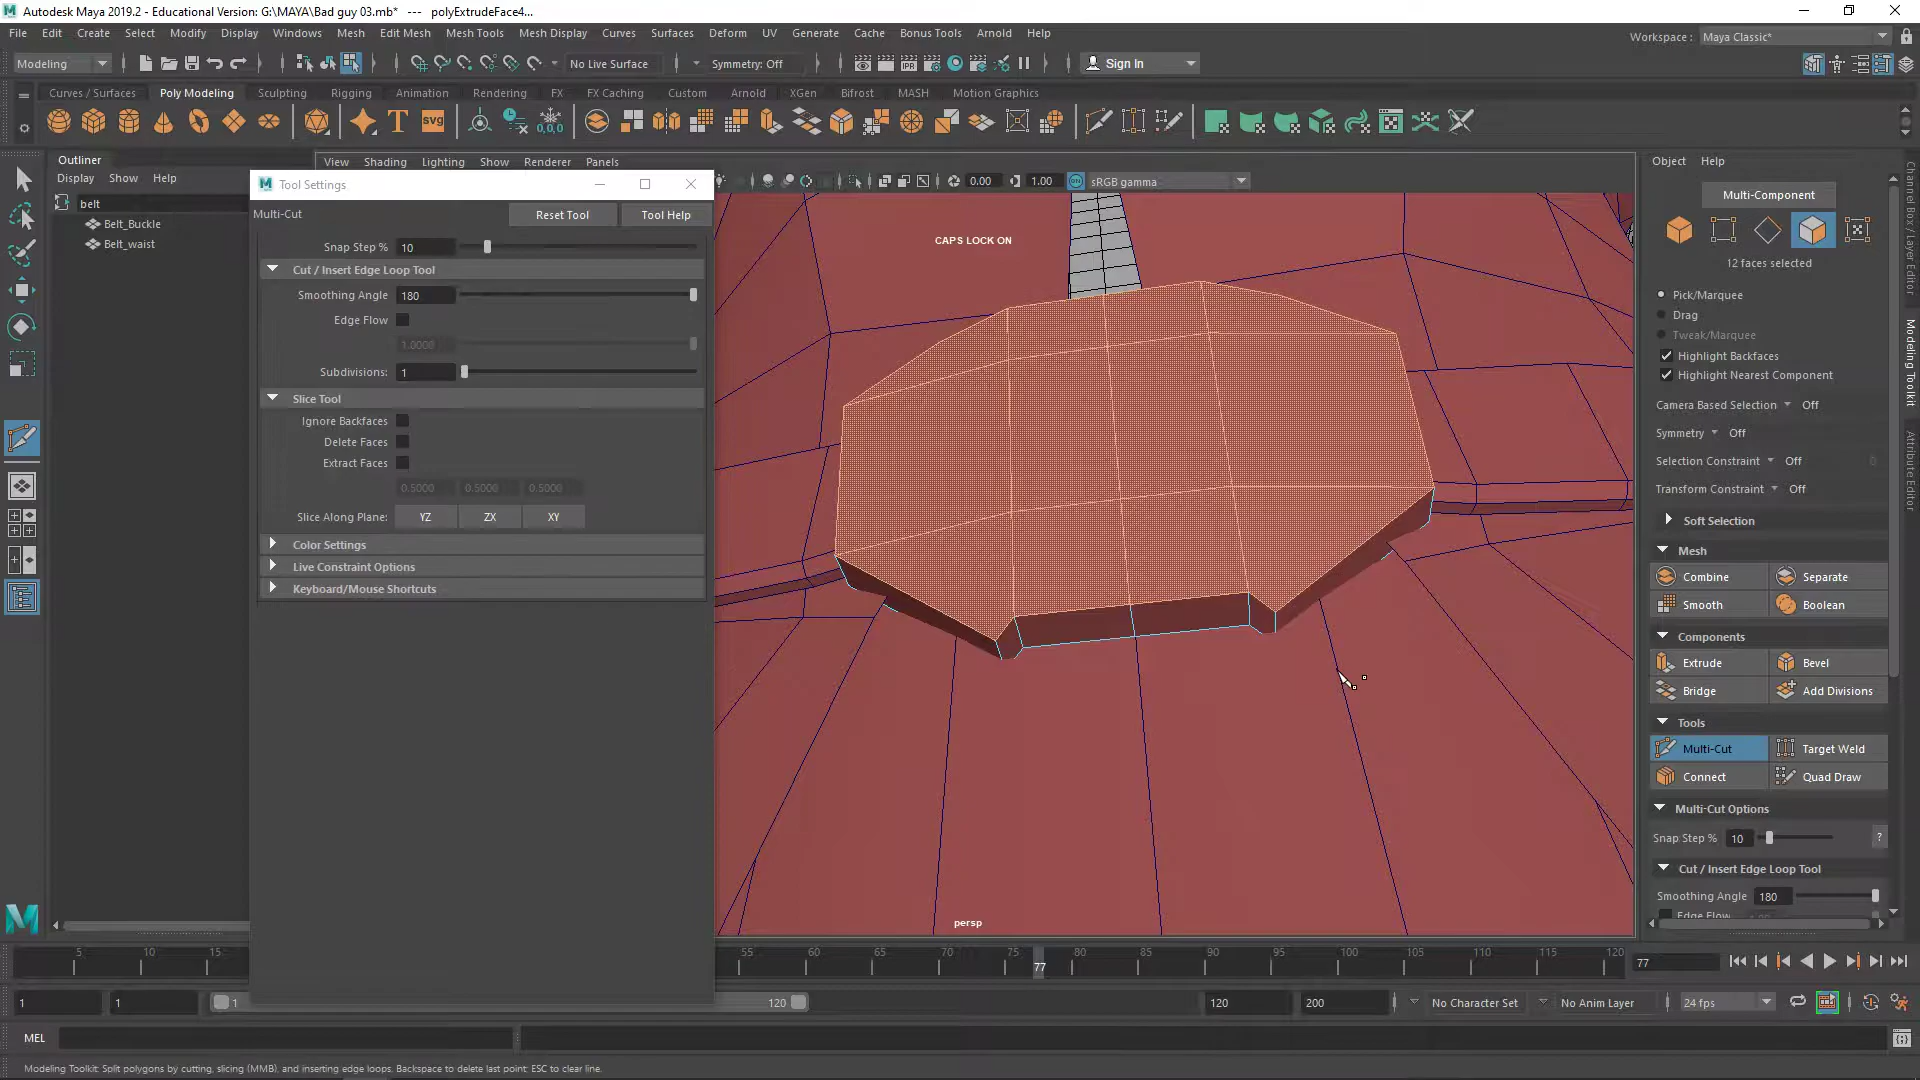 Autodesk Maya 2019.2 - Educational Version: G:\MAYA\Bad guy 03.mb* --- polyExtrudeFace4...
File Edit Create Select Modify Display Windows Mesh Edit Mesh Mesh Tools Mesh Display Curves Surfaces Deform UV Generate Cache Bonus Tools Arnold Help
Workspace : Maya Classic*
Modeling No Live Surface Symmetry: Off Sign In
Curves / Surfaces Poly Modeling Sculpting Rigging Animation Rendering FX FX Caching Custom Arnold XGen Bifrost MASH Motion Graphics
Outliner
Display Show Help
belt
Belt_Buckle
Belt_waist
View Shading Lighting Show Renderer Panels
0.00 1.00 sRGB gamma
Tool Settings
Multi-Cut Reset Tool Tool Help
Snap Step % 10
Cut / Insert Edge Loop Tool
Smoothing Angle 180
Edge Flow
1.0000
Subdivisions: 1
Slice Tool
Ignore Backfaces
Delete Faces
Extract Faces
0.5000 0.5000 0.5000
Slice Along Plane: YZ ZX XY
Color Settings
Live Constraint Options
Keyboard/Mouse Shortcuts
CAPS LOCK ON
persp
Object Help
Multi-Component
12 faces selected
Pick/Marquee
Drag
Tweak/Marquee
Highlight Backfaces
Highlight Nearest Component
Camera Based Selection Off
Symmetry Off
Selection Constraint Off 0
Transform Constraint Off
Soft Selection
Mesh
Combine Separate
Smooth Boolean
Components
Extrude Bevel
Bridge Add Divisions
Tools
Multi-Cut Target Weld
Connect Quad Draw
Multi-Cut Options
Snap Step % 10 ?
Cut / Insert Edge Loop Tool
Smoothing Angle 180
Edge Flow
Channel Box / Layer Editor
Modeling Toolkit
Attribute Editor
5 10 15 55 60 65 70 75 77 80 85 90 95 100 105 110 115 120 77
1 1 1 120 120 200 No Character Set No Anim Layer 24 fps
MEL
Modeling Toolkit: Split polygons by cutting, slicing (MMB), and inserting edge loops. Backspace to delete last point; ESC to clear line.